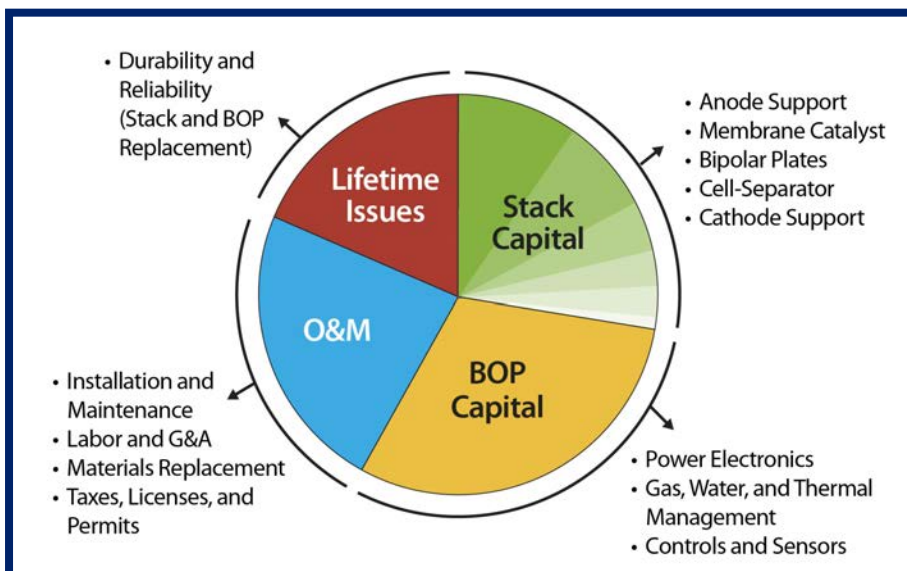 • Durability and
Reliability
(Stack and BOP
Replacement)
Lifetime
Issues
Stack
Capital
• Anode Support
• Membrane Catalyst
• Bipolar Plates
• Cell-Separator
• Cathode Support
O&M
BOP
Capital
• Installation and
Maintenance
• Labor and G&A
• Materials Replacement
• Taxes, Licenses, and
Permits
• Power Electronics
• Gas, Water, and Thermal
Management
• Controls and Sensors